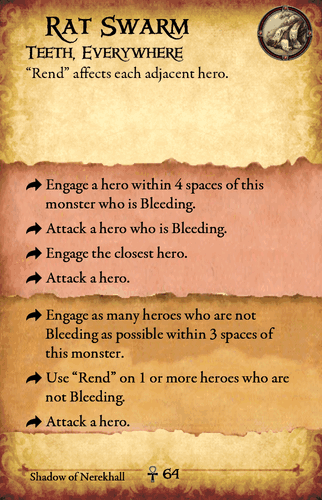 Rat Swarm
Teeth, Everywhere
“Rend” affects each adjacent hero.
Engage a hero within 4 spaces of this
monster who is Bleeding.
Attack a hero who is Bleeding.
Engage the closest hero.
Attack a hero.
Engage as many heroes who are not
Bleeding as possible within 3 spaces of
this monster.
Use “Rend” on 1 or more heroes who are
not Bleeding.
Attack a hero.
Shadow of Nerekhall 64